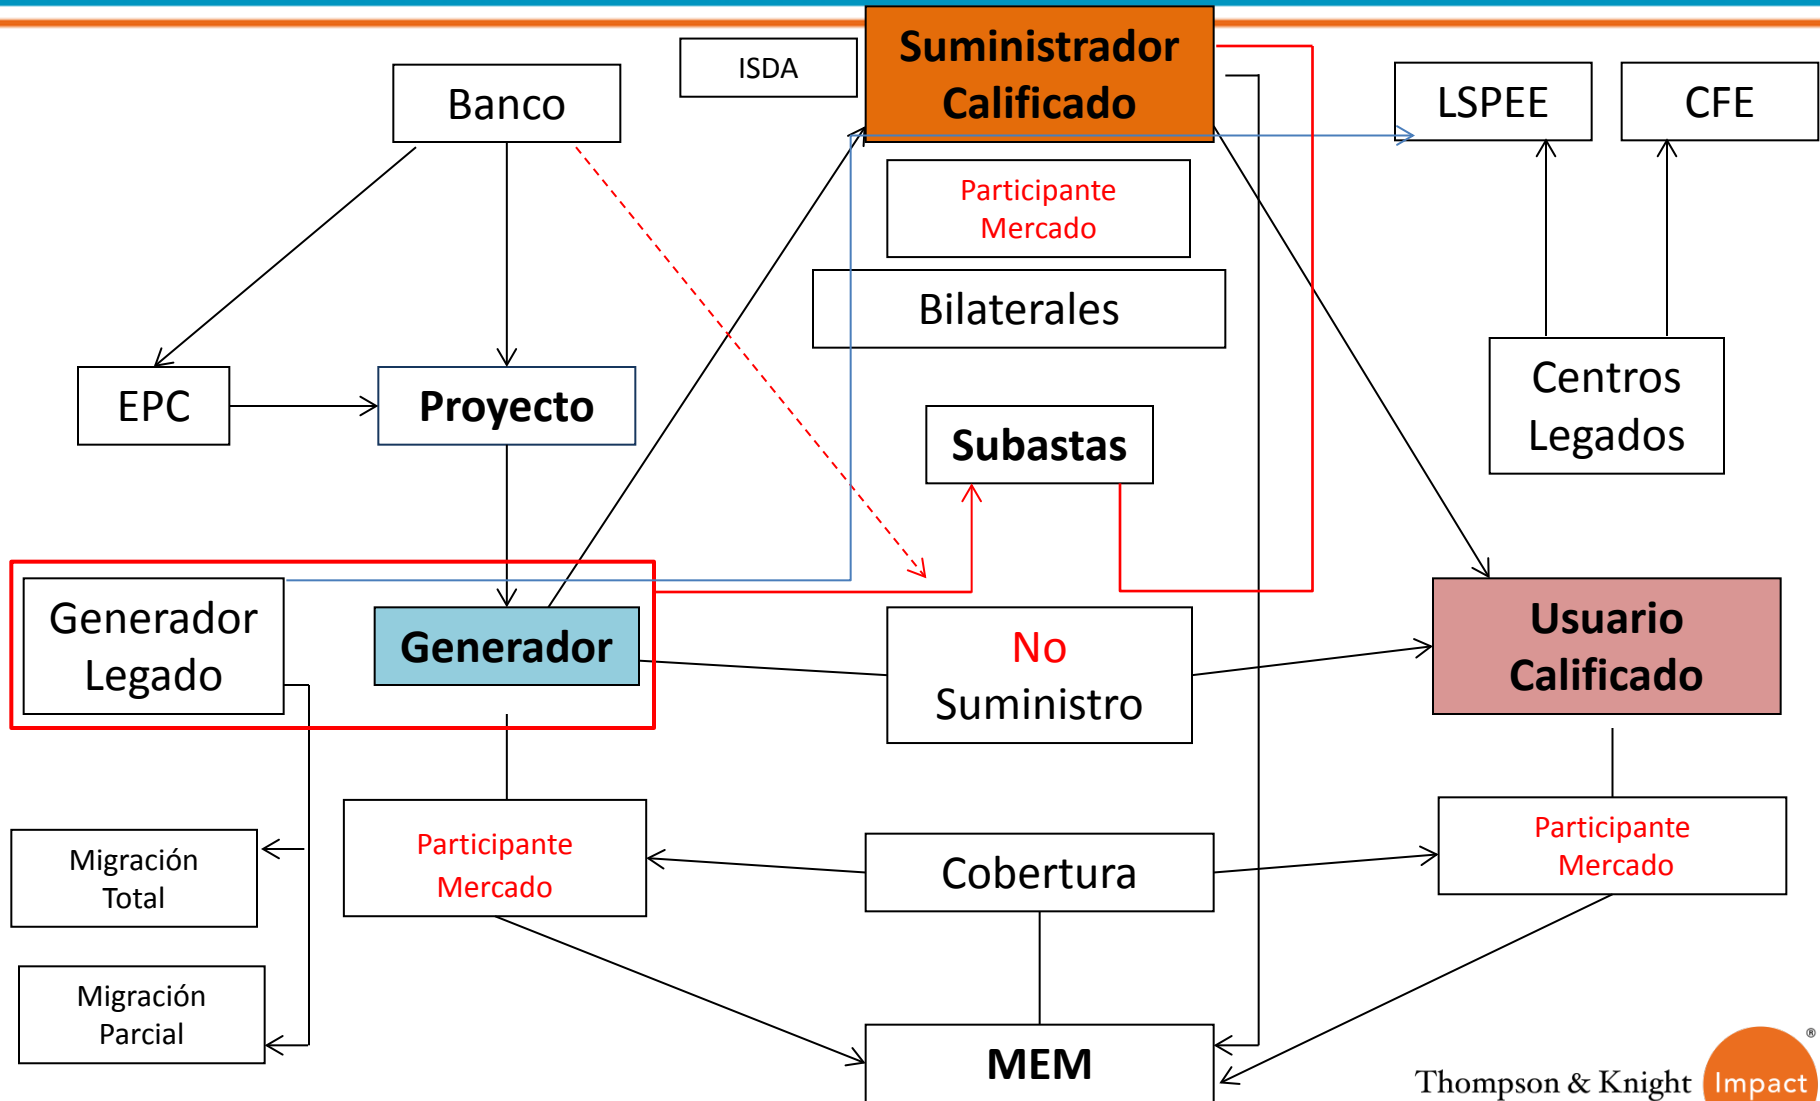 Suministrador
Calificado
ISDA
Banco
LSPEE
CFE
Participante
Mercado
Bilaterales
EPC
Proyecto
Centros
Legados
Subastas
Generador
Legado
Generador
No
Suministro
Usuario
Calificado
Migración
Total
Participante
Mercado
Cobertura
Participante
Mercado
Migración
Parcial
MEM
Thompson & Knight
Impact
®